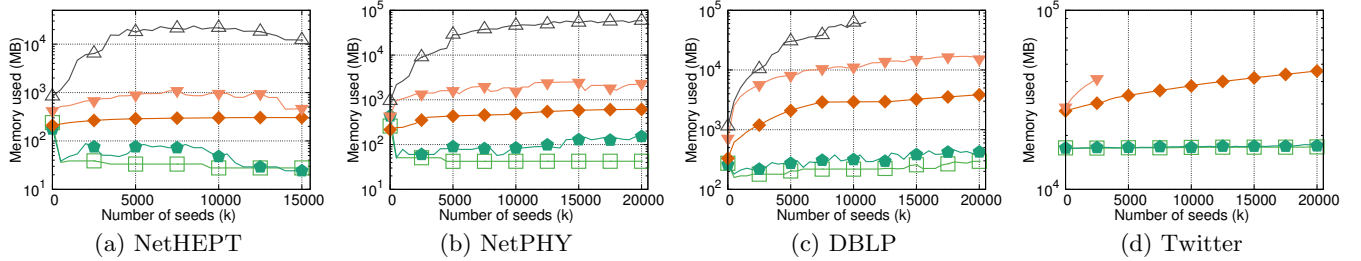 10^4
10^3
10^2
10^1
Memory used (MB)
0 5000 10000 15000
Number of seeds (k)
(a) NetHEPT
10^5
10^4
10^3
10^2
10^1
Memory used (MB)
0 5000 10000 15000 20000
Number of seeds (k)
(b) NetPHY
10^5
10^4
10^3
10^2
Memory used (MB)
0 5000 10000 15000 20000
Number of seeds (k)
(c) DBLP
10^5
10^4
Memory used (MB)
0 5000 10000 15000 20000
Number of seeds (k)
(d) Twitter